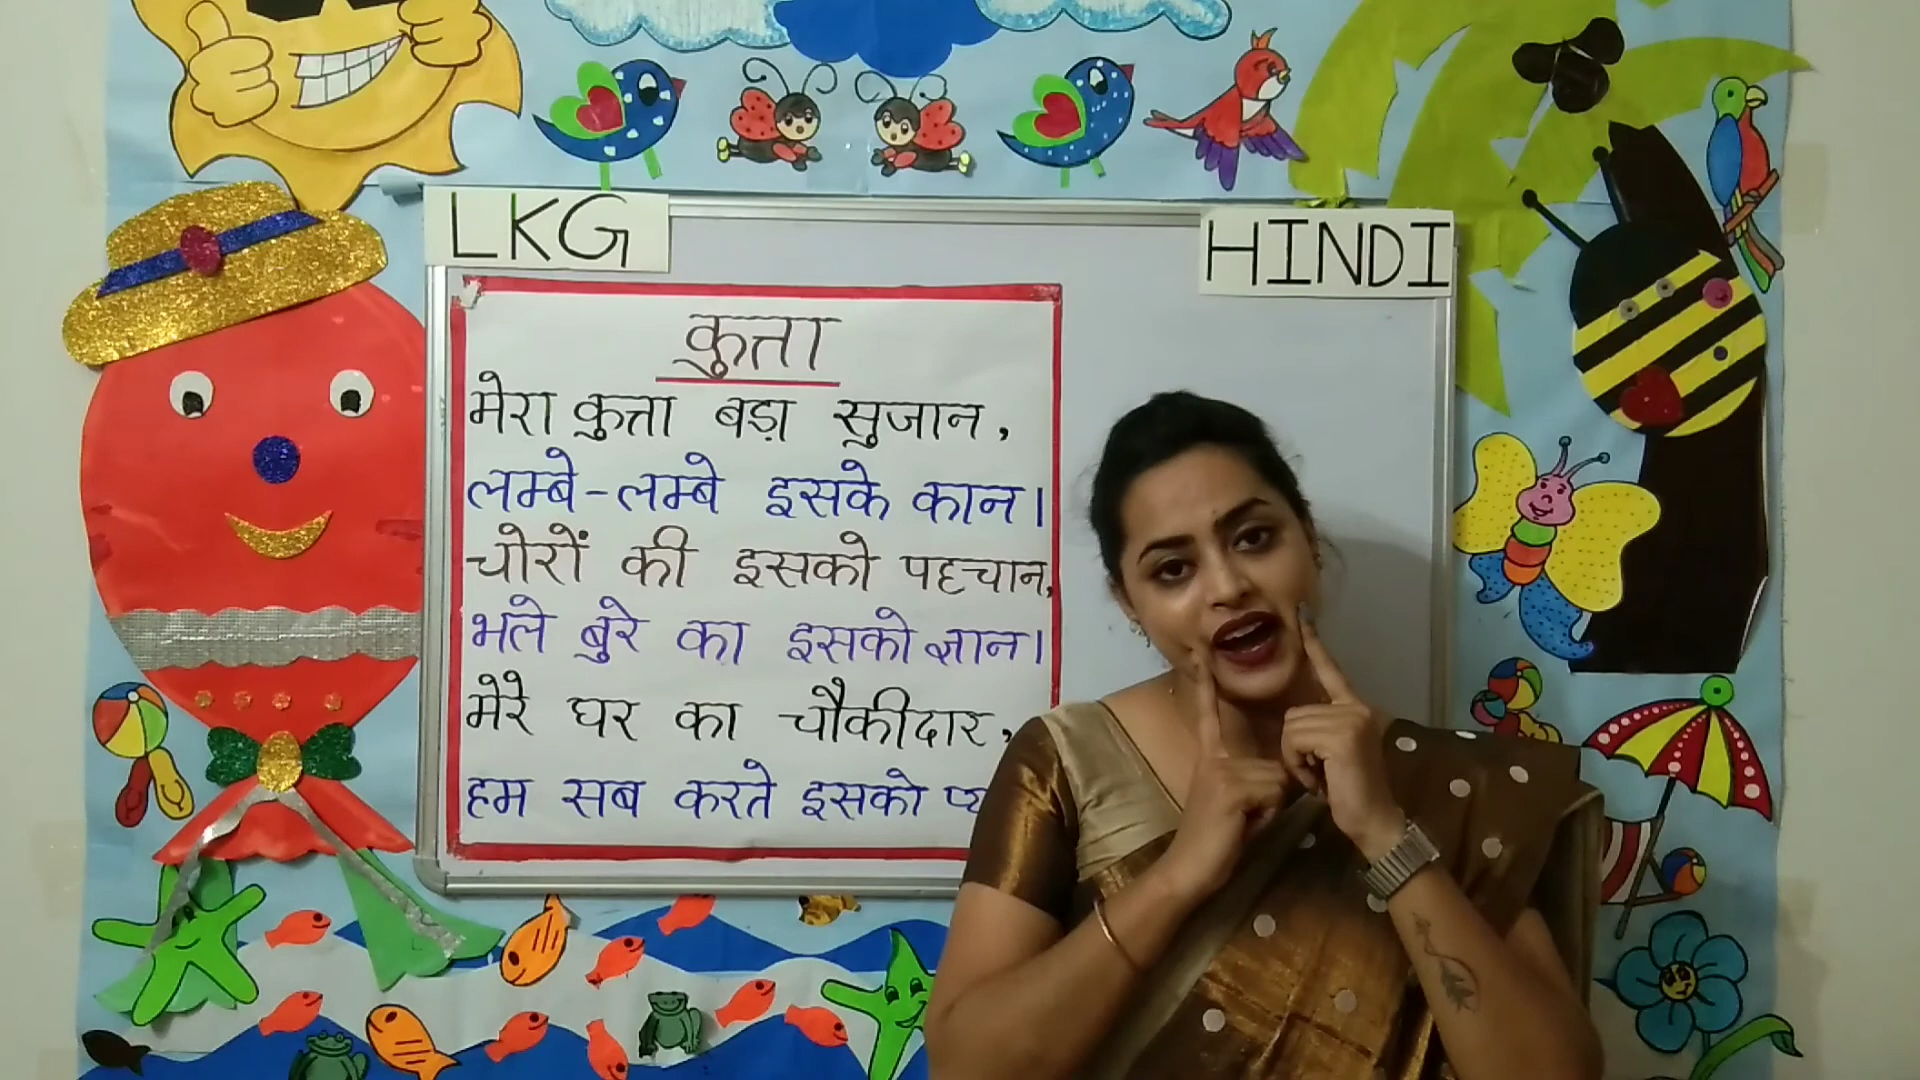 LKG
HINDI
कुत्ता
मेरा कुत्ता बड़ा सुजान,
लम्बे-लम्बे इसके कान।
चोरों की इसको पहचान,
भले बुरे का इसको ज्ञान।
मेरे घर का चौकीदार,
हम सब करते इसको